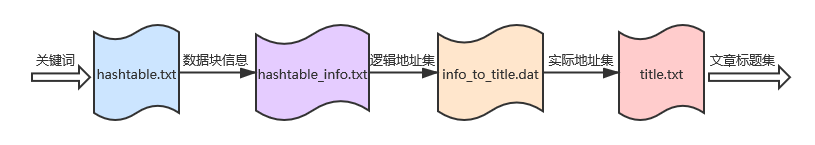 关键词
hashtable.txt
数据块信息
hashtable_info.txt
逻辑地址集
info_to_title.dat
实际地址集
title.txt
文章标题集